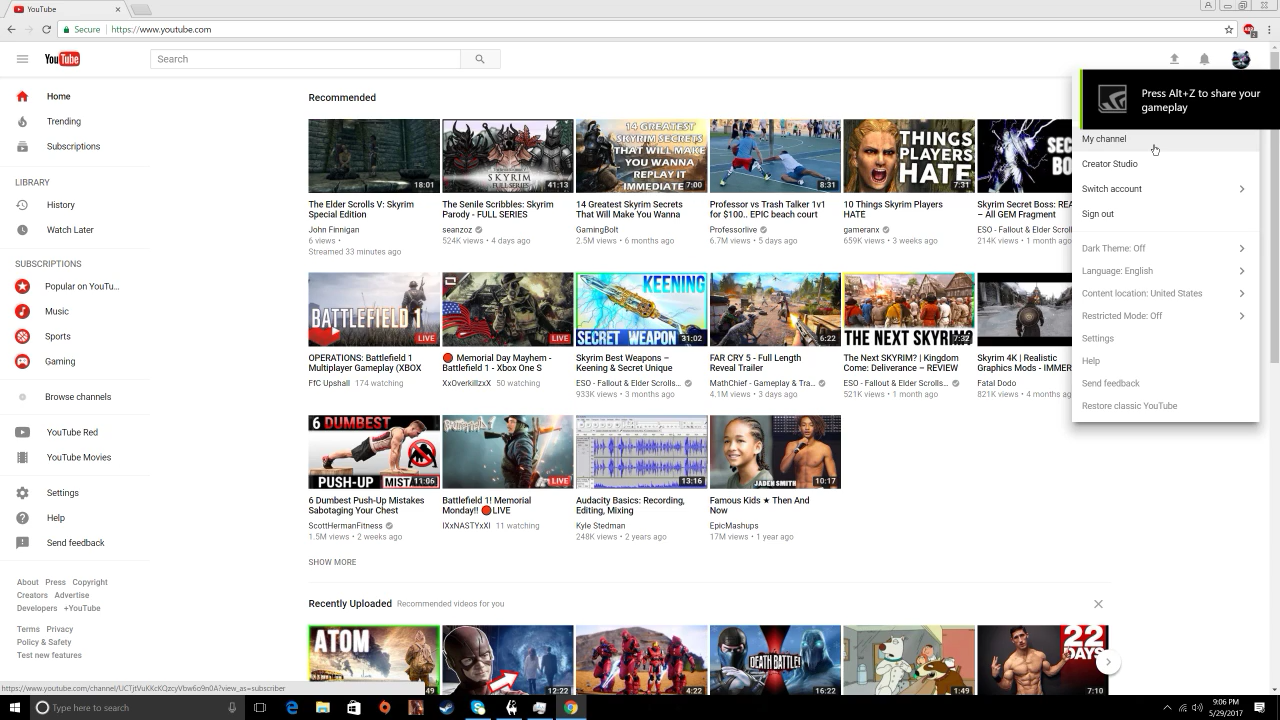 YouTube
Secure
https://www.youtube.com
YouTube
Search
Press Alt+Z to share your
gameplay
Home
Trending
Subscriptions
LIBRARY
History
Watch Later
SUBSCRIPTIONS
Popular on YouTu...
Music
Sports
Gaming
Browse channels
YouTube Red
YouTube Movies
Settings
Help
Send feedback
About Press Copyright
Creators Advertise
Developers +YouTube
Terms Privacy
Policy & Safety
Test new features
Recommended
18:01
The Elder Scrolls V: Skyrim
Special Edition
John Finnigan
6 views •
Streamed 33 minutes ago
SKYRIM
FULL SERIES
41:13
The Senile Scribbles: Skyrim
Parody - FULL SERIES
seanzoz
524K views • 4 days ago
14 GREATEST
SKYRIM SECRETS
THAT WILL MAKE
YOU WANNA
REPLAY IT
IMMEDIATE
7:00
14 Greatest Skyrim Secrets
That Will Make You Wanna
GamingBolt
2.5M views • 6 months ago
8:31
Professor vs Trash Talker 1v1
for $100.. EPIC beach court
Professorlive
6.7M views • 5 days ago
THINGS
PLAYERS
HATE
7:31
10 Things Skyrim Players
HATE
gameranx
659K views • 3 weeks ago
SEC
BO
Skyrim Secret Boss: REA
– All GEM Fragment
ESO - Fallout & Elder Sc
214K views • 1 month ago
BATTLEFIELD 1
LIVE
OPERATIONS: Battlefield 1
Multiplayer Gameplay (XBOX
FfC Upshall
174 watching
LIVE
Memorial Day Mayhem -
Battlefield 1 - Xbox One S
XxOverkillzxX 50 watching
KEENING
SECRET WEAPON
31:02
Skyrim Best Weapons –
Keening & Secret Unique
ESO - Fallout & Elder Scrolls...
933K views • 3 months ago
6:22
FAR CRY 5 - Full Length
Reveal Trailer
MathChief - Gameplay & Tra...
4.1M views • 3 days ago
THE NEXT SKYRIM?
7:32
The Next SKYRIM? | Kingdom
Come: Deliverance – REVIEW
ESO - Fallout & Elder Scrolls...
521K views • 1 month ago
Skyrim 4K | Realistic
Graphics Mods - IMMER
Fatal Dodo
821K views • 4 months ago
6 DUMBEST
PUSH-UP MISTA
11:06
6 Dumbest Push-Up Mistakes
Sabotaging Your Chest
ScottHermanFitness
1.5M views • 2 weeks ago
Battlefield
LIVE
Battlefield 1! Memorial
Monday!! LIVE
IXxNASTYxXI 11 watching
13:16
Audacity Basics: Recording,
Editing, Mixing
Kyle Stedman
248K views • 2 years ago
JADEN SMITH
10:17
Famous Kids ★ Then And
Now
EpicMashups
17M views • 1 year ago
SHOW MORE
Recently Uploaded Recommended videos for you
ATOM
:49
12:22
4:22
DEATH BATTLE!
16:22
1:49
22
DAYS
7:10
My channel
Creator Studio
Switch account
Sign out
Dark Theme: Off
Language: English
Content location: United States
Restricted Mode: Off
Settings
Help
Send feedback
Restore classic YouTube
https://www.youtube.com/channel/UCTjtVuKKcKQzcyVbw6o9n0A?view_as=subscriber
Type here to search
9:06 PM
5/29/2017